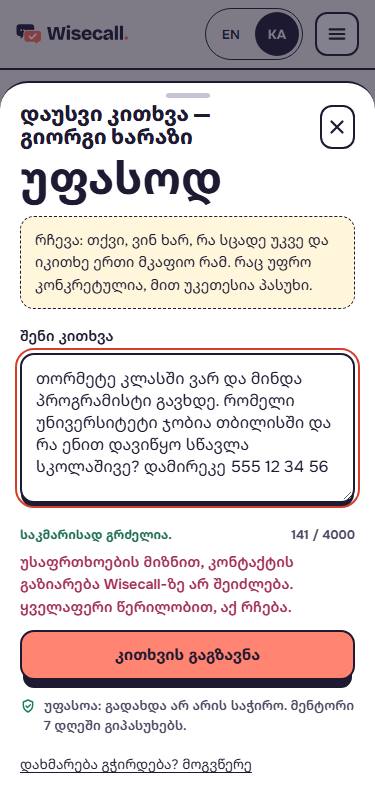 Wisecall.
EN
KA
დაუსვი კითხვა —
გიორგი ხარაზი
უფასოდ
რჩევა: თქვი, ვინ ხარ, რა სცადე უკვე და
იკითხე ერთი მკაფიო რამ. რაც უფრო
კონკრეტულია, მით უკეთესია პასუხი.
შენი კითხვა
თორმეტე კლასში ვარ და მინდა
პროგრამისტი გავხდე. რომელი
უნივერსიტეტი ჯობია თბილისში და
რა ენით დავიწყო სწავლა
სკოლაშივე? დამირეკე 555 12 34 56
საკმარისად გრძელია.
141 / 4000
უსაფრთხოების მიზნით, კონტაქტის
გაზიარება Wisecall-ზე არ შეიძლება.
ყველაფერი წერილობით, აქ რჩება.
კითხვის გაგზავნა
უფასოა: გადახდა არ არის საჭირო. მენტორი
7 დღეში გიპასუხებს.
დახმარება გჭირდება? მოგვწერე